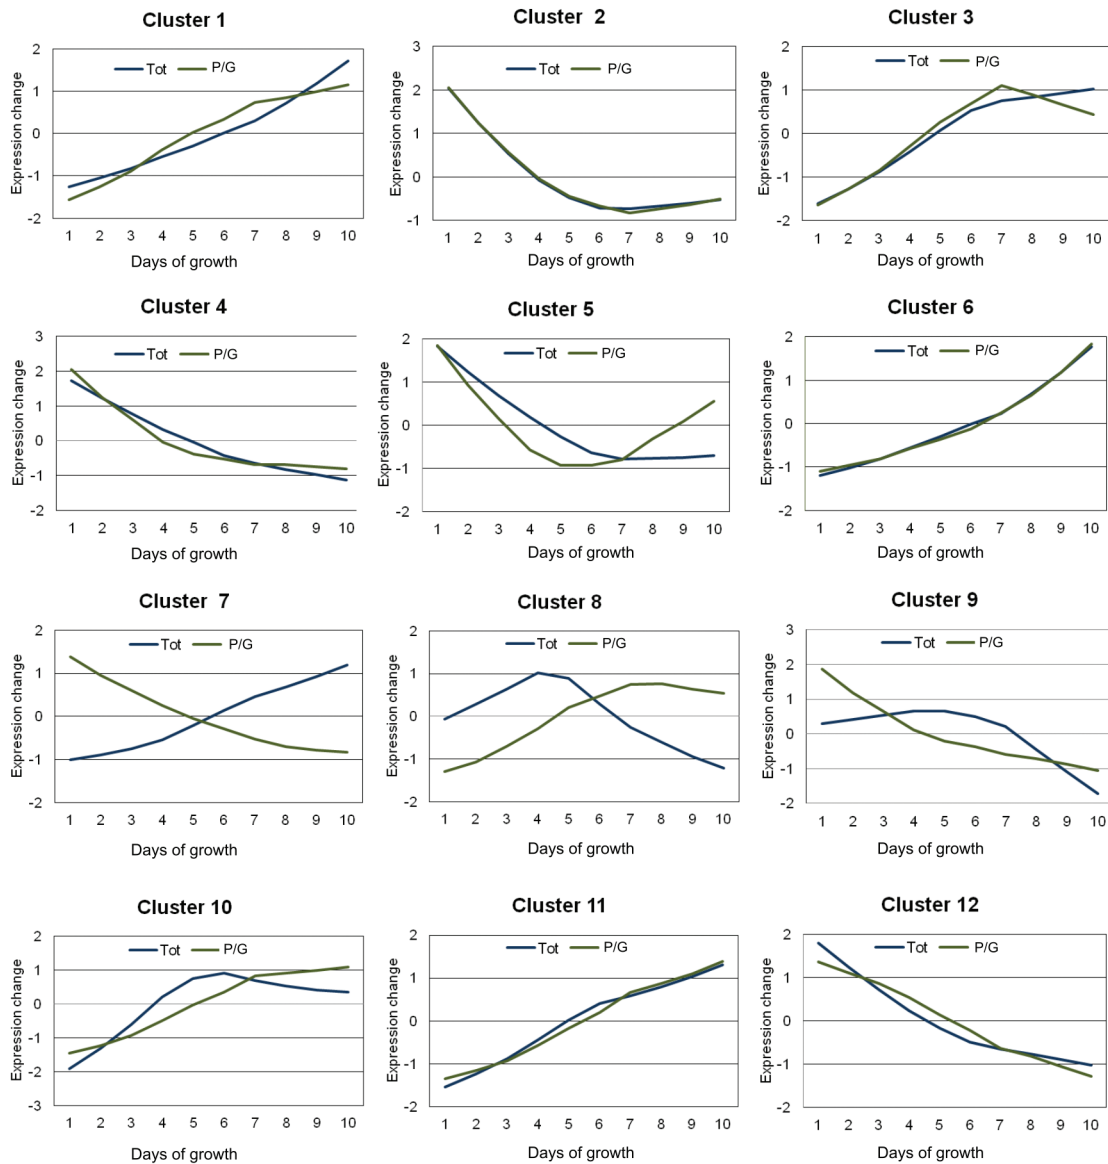 Cluster 1
Tot P/G
Expression change
2
1
0
-1
-2
1 2 3 4 5 6 7 8 9 10
Days of growth
Cluster 2
Tot P/G
Expression change
3
2
1
0
-1
1 2 3 4 5 6 7 8 9 10
Days of growth
Cluster 3
Tot P/G
Expression change
2
1
0
-1
-2
1 2 3 4 5 6 7 8 9 10
Days of growth
Cluster 4
Tot P/G
Expression change
3
2
1
0
-1
-2
1 2 3 4 5 6 7 8 9 10
Days of growth
Cluster 5
Tot P/G
Expression change
2
1
0
-1
-2
1 2 3 4 5 6 7 8 9 10
Days of growth
Cluster 6
Tot P/G
Expression change
2
1
0
-1
-2
1 2 3 4 5 6 7 8 9 10
Days of growth
Cluster 7
Tot P/G
Expression change
2
1
0
-1
-2
1 2 3 4 5 6 7 8 9 10
Days of growth
Cluster 8
Tot P/G
Expression change
2
1
0
-1
-2
1 2 3 4 5 6 7 8 9 10
Days of growth
Cluster 9
Tot P/G
Expression change
3
2
1
0
-1
-2
1 2 3 4 5 6 7 8 9 10
Days of growth
Cluster 10
Tot P/G
Expression change
2
1
0
-1
-2
-3
1 2 3 4 5 6 7 8 9 10
Days of growth
Cluster 11
Tot P/G
Expression change
2
1
0
-1
-2
1 2 3 4 5 6 7 8 9 10
Days of growth
Cluster 12
Tot P/G
Expression change
2
1
0
-1
-2
1 2 3 4 5 6 7 8 9 10
Days of growth